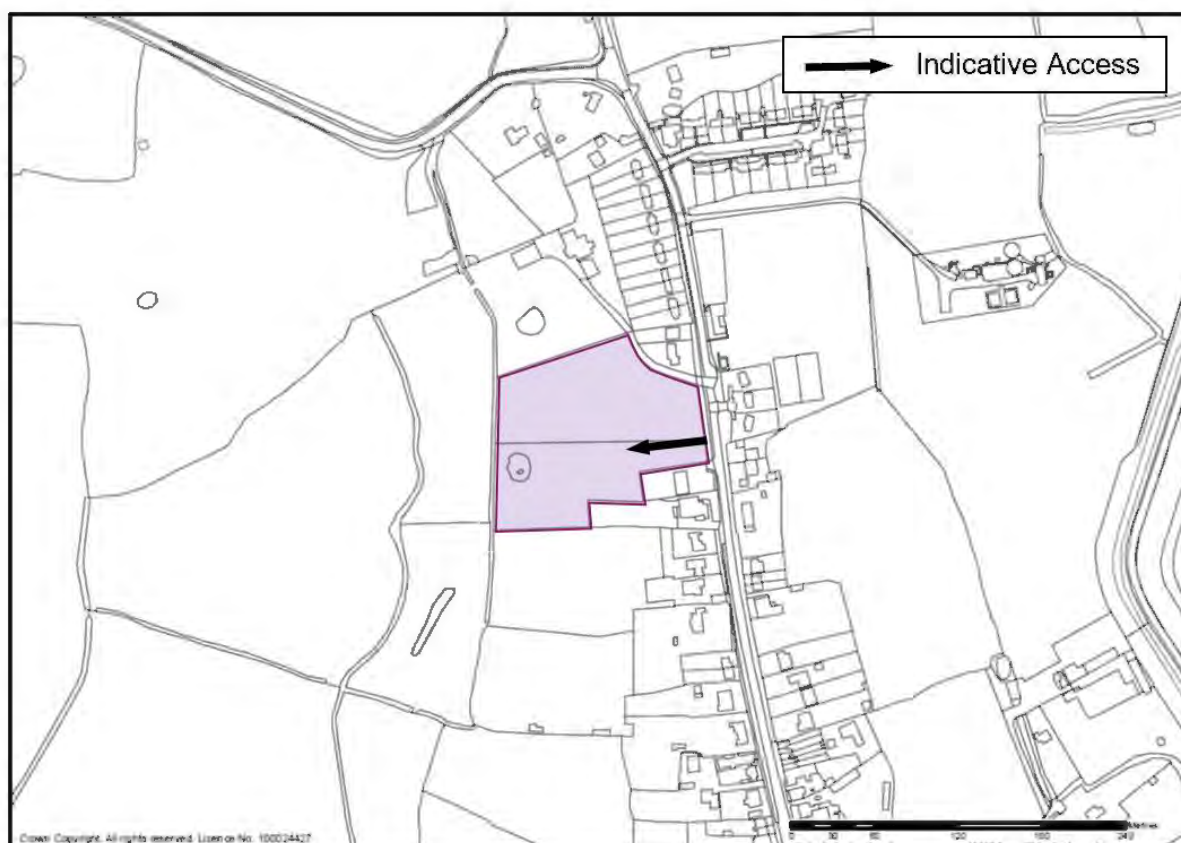 Indicative Access
Crown Copyright. All rights reserved. Licence No. 100024427
0 30 60 120 180 240
Metres